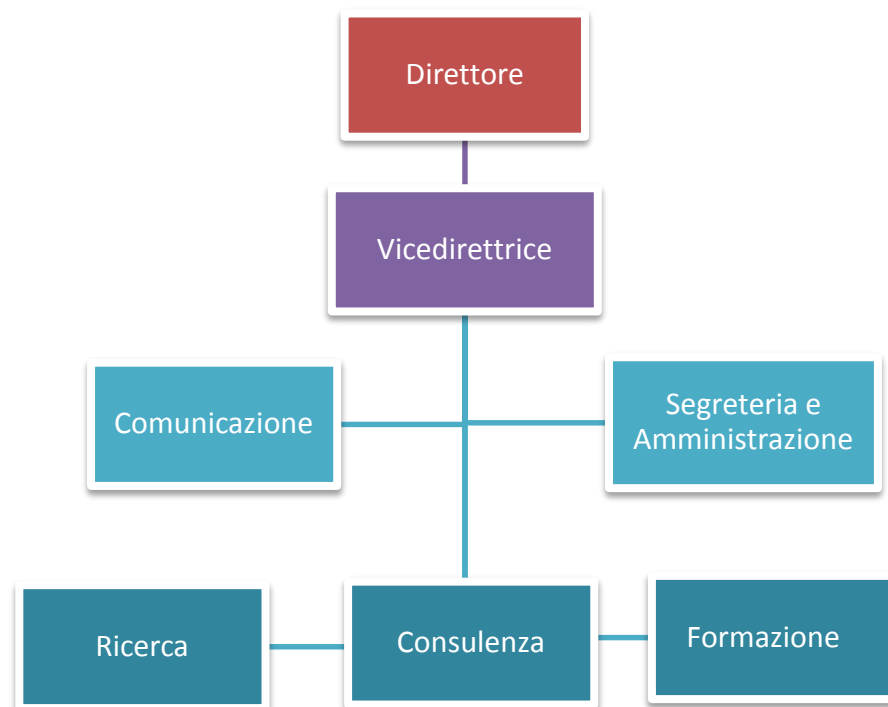 Direttore
Vicedirettrice
Comunicazione
Segreteria e
Amministrazione
Ricerca
Consulenza
Formazione